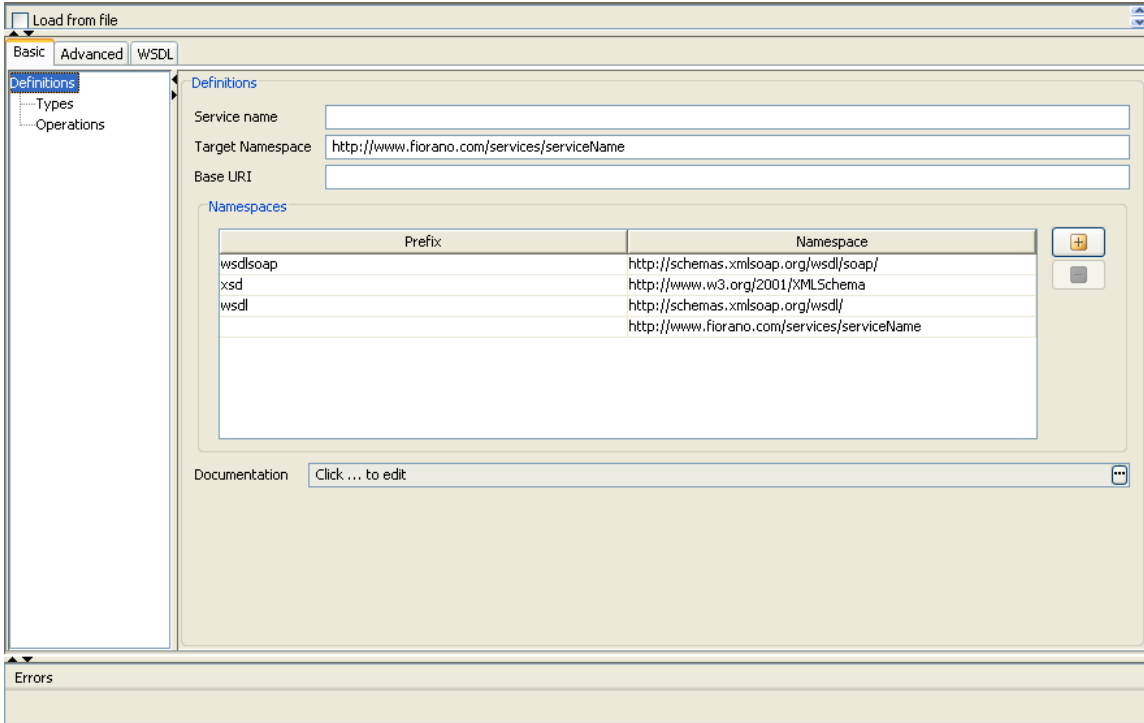 Load from file
Basic Advanced WSDL
Definitions
Types
Operations
Definitions
Service name
Target Namespace http://www.fiorano.com/services/serviceName
Base URI
Namespaces
Prefix Namespace
wsdlsoap http://schemas.xmlsoap.org/wsdl/soap/
xsd http://www.w3.org/2001/XMLSchema
wsdl http://schemas.xmlsoap.org/wsdl/
http://www.fiorano.com/services/serviceName
Documentation Click ... to edit
Errors